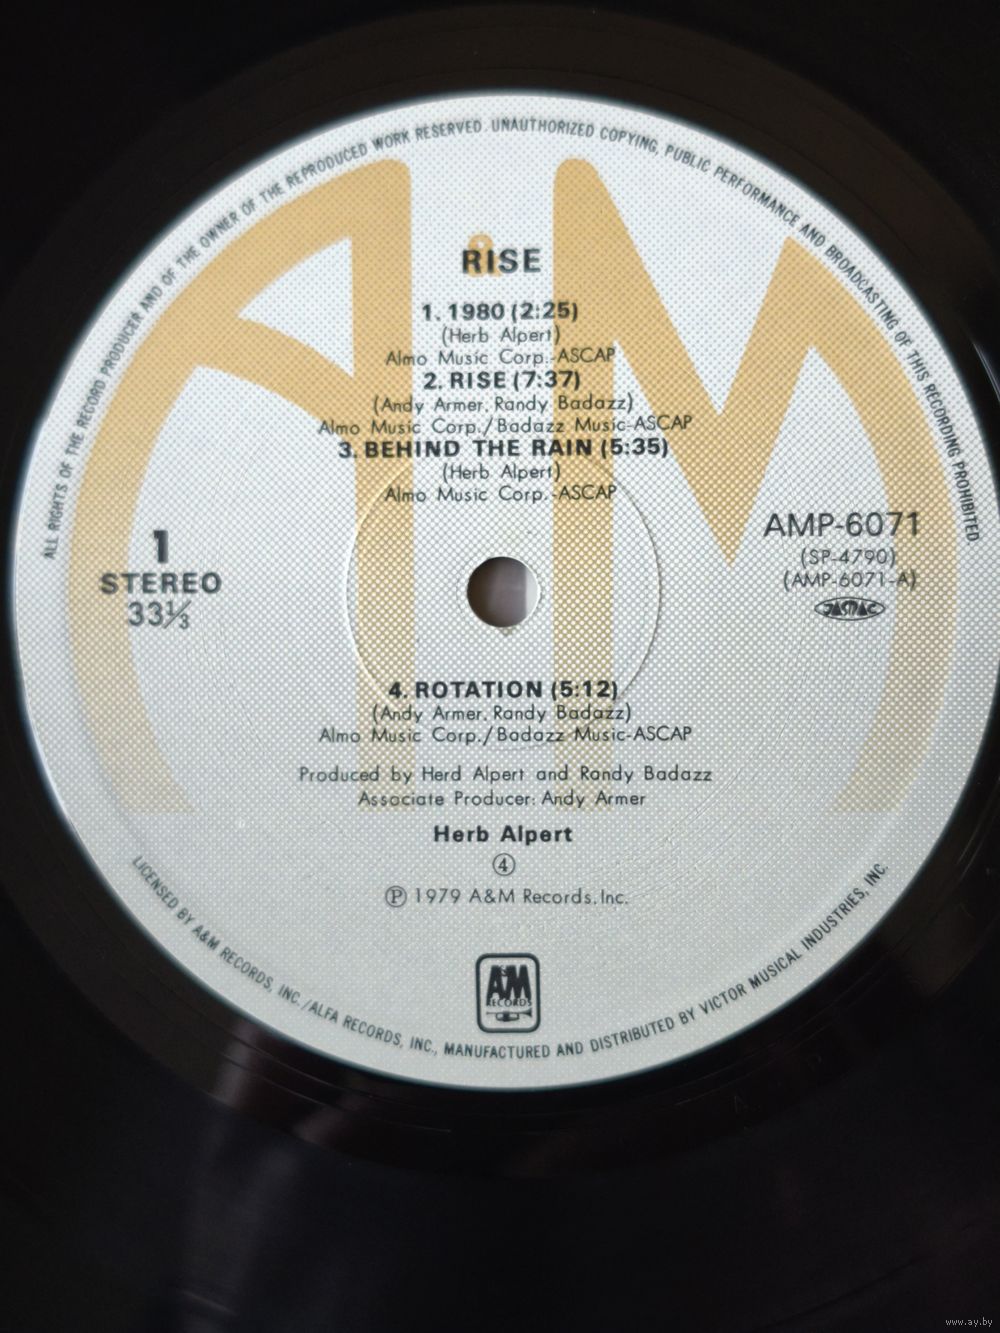 ALL RIGHTS OF THE RECORD PRODUCER AND OF THE OWNER OF THE REPRODUCED WORK RESERVED. UNAUTHORIZED COPYING, PUBLIC PERFORMANCE AND BROADCASTING OF THIS RECORDING PROHIBITED.
&
RISE
1. 1980 (2:25)
(Herb Alpert)
Almo Music Corp.-ASCAP
2. RISE (7:37)
(Andy Armer, Randy Badazz)
Almo Music Corp./Badazz Music-ASCAP
3. BEHIND THE RAIN (5:35)
(Herb Alpert)
Almo Music Corp.-ASCAP
1
STEREO
33⅓
AMP-6071
(SP-4790)
(AMP-6071-A)
JASRAC
4. ROTATION (5:12)
(Andy Armer, Randy Badazz)
Almo Music Corp./Badazz Music-ASCAP
Produced by Herd Alpert and Randy Badazz
Associate Producer: Andy Armer
Herb Alpert
④
℗ 1979 A&M Records, Inc.
A&M
RECORDS
LICENSED BY A&M RECORDS, INC./ALFA RECORDS, INC., MANUFACTURED AND DISTRIBUTED BY VICTOR MUSICAL INDUSTRIES, INC.
www.ay.by